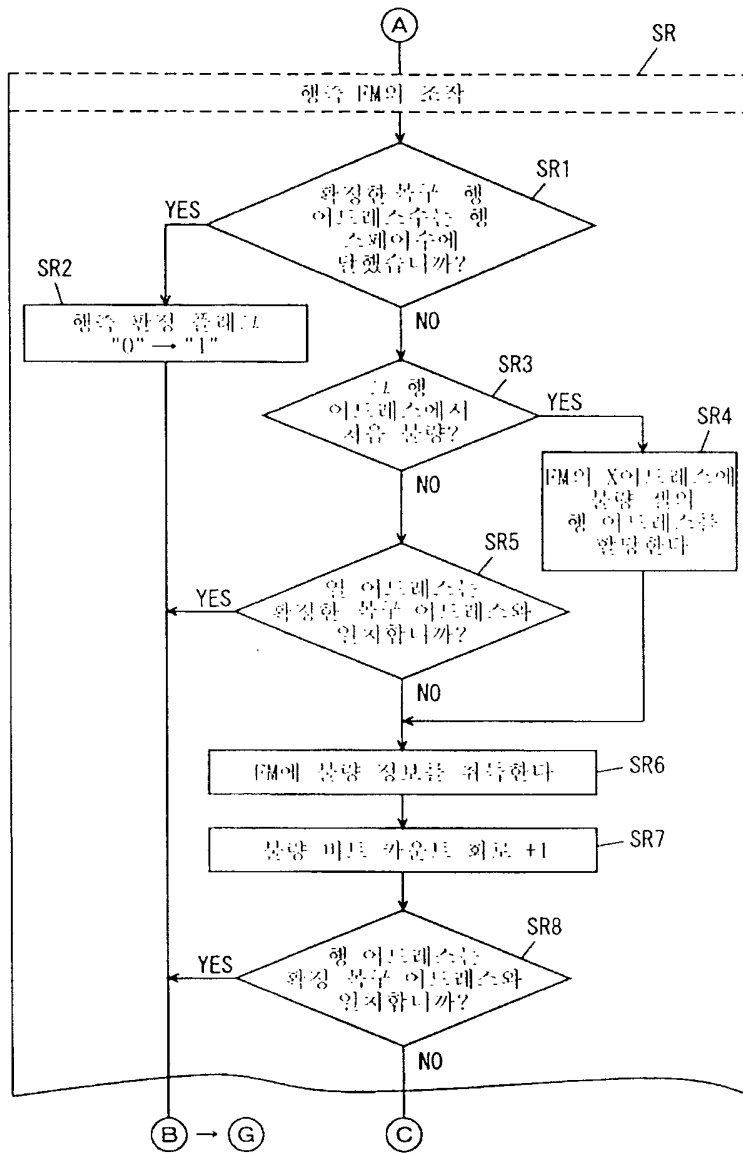 A
SR
행측 FM의 조작
SR1
확정한 복구 행
어드레스수는 행
스페어수에
달했습니까?
YES
SR2
행측 판정 플래그
"0" → "1"
NO
SR3
그 행
어드레스에서
처음 불량?
YES
SR4
FM의 X어드레스에
불량 셀의
행 어드레스를
할당한다
NO
SR5
열 어드레스는
확정한 복구 어드레스와
일치합니까?
YES
NO
FM에 불량 정보를 취득한다
SR6
불량 비트 카운트 회로 +1
SR7
SR8
행 어드레스는
확정 복구 어드레스와
일치합니까?
YES
NO
B → G
C